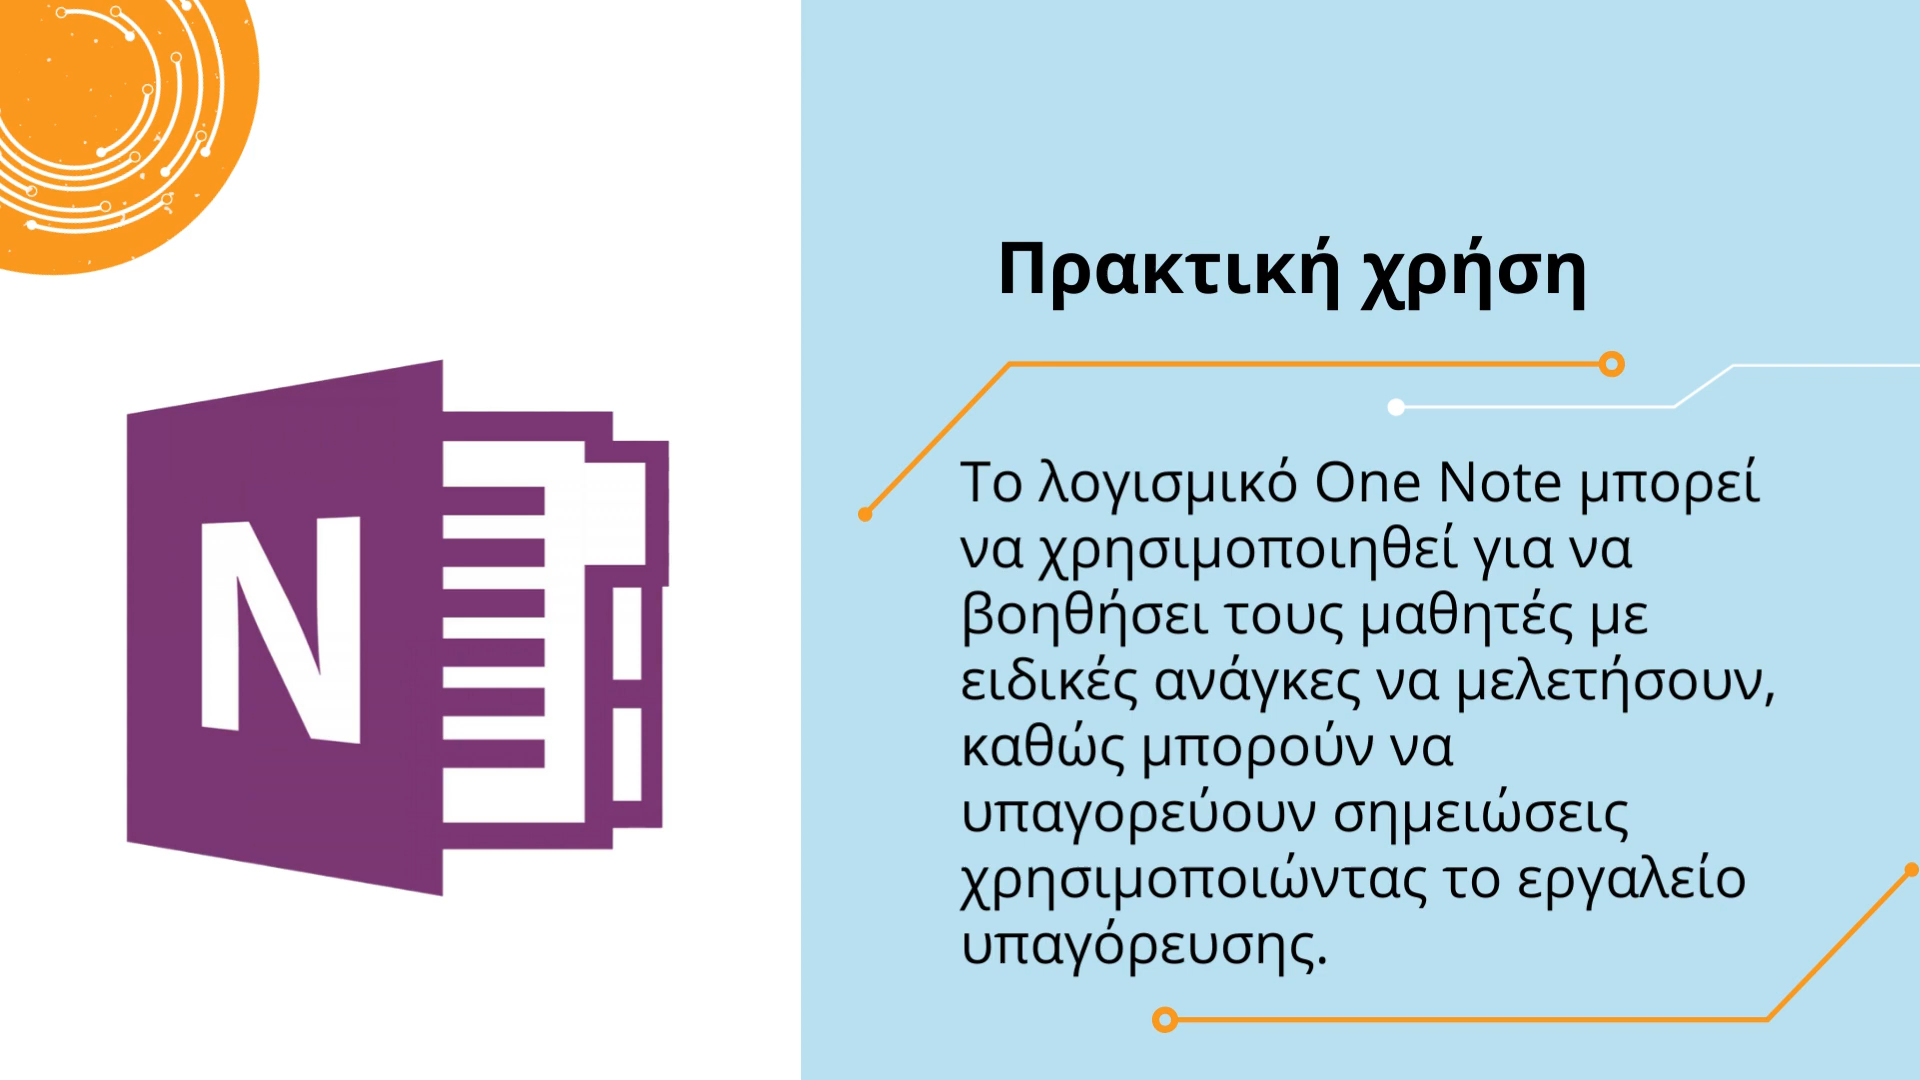 Πρακτική χρήση
N
Το λογισμικό One Note μπορεί
να χρησιμοποιηθεί για να
βοηθήσει τους μαθητές με
ειδικές ανάγκες να μελετήσουν,
καθώς μπορούν να
υπαγορεύουν σημειώσεις
χρησιμοποιώντας το εργαλείο
υπαγόρευσης.